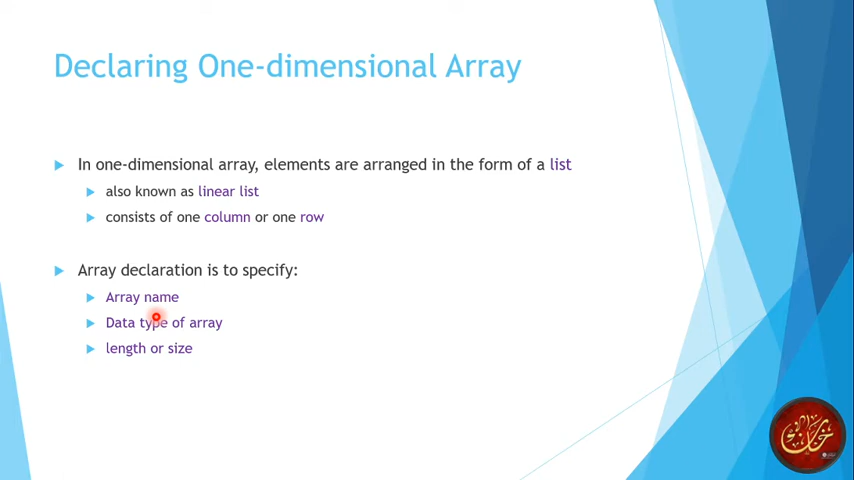 Declaring One-dimensional Array
In one-dimensional array, elements are arranged in the form of a list
also known as linear list
consists of one column or one row
Array declaration is to specify:
Array name
Data type of array
length or size